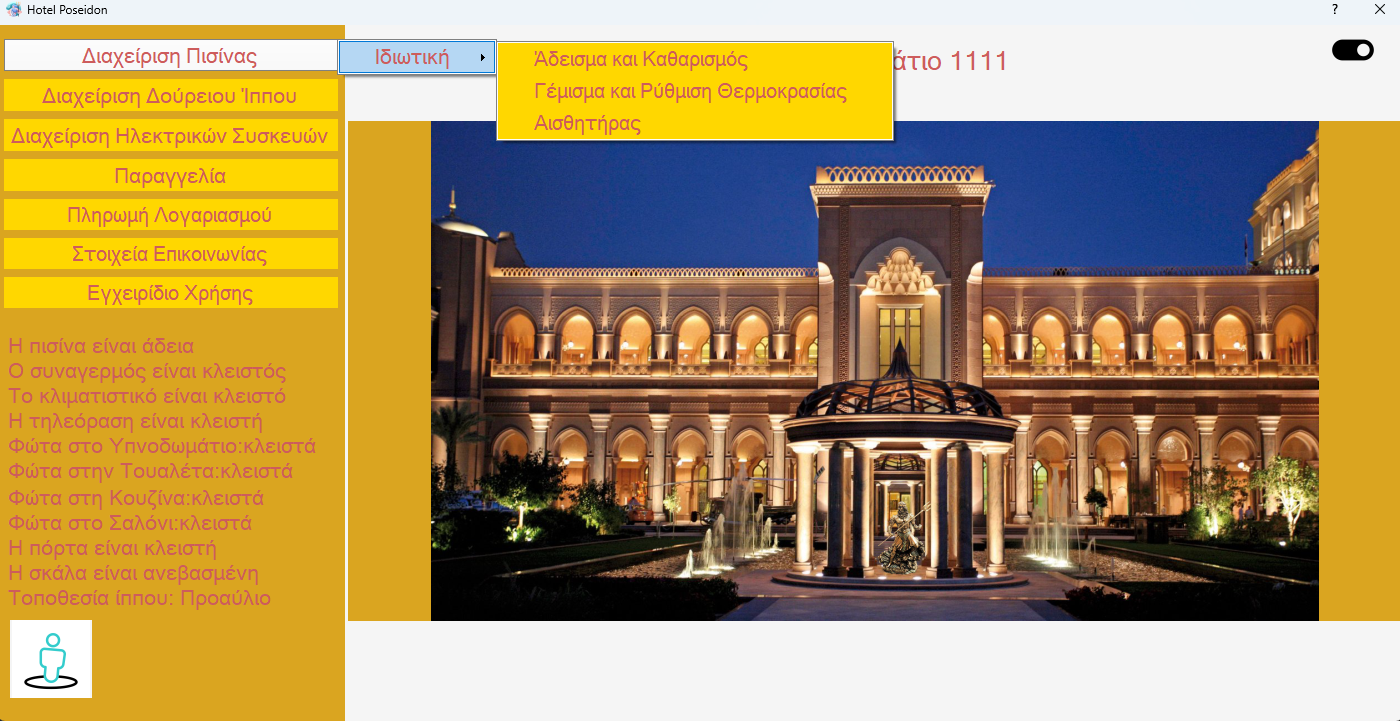 Hotel Poseidon
?
Διαχείριση Πισίνας
Ιδιωτική
Άδεισμα και Καθαρισμός
Γέμισμα και Ρύθμιση Θερμοκρασίας
Αισθητήρας
1111
Διαχείριση Δούρειου Ίππου
Διαχείριση Ηλεκτρικών Συσκευών
Παραγγελία
Πληρωμή Λογαριασμού
Στοιχεία Επικοινωνίας
Εγχειρίδιο Χρήσης
Η πισίνα είναι άδεια
Ο συναγερμός είναι κλειστός
Το κλιματιστικό είναι κλειστό
Η τηλεόραση είναι κλειστή
Φώτα στο Υπνοδωμάτιο:κλειστά
Φώτα στην Τουαλέτα:κλειστά
Φώτα στη Κουζίνα:κλειστά
Φώτα στο Σαλόνι:κλειστά
Η πόρτα είναι κλειστή
Η σκάλα είναι ανεβασμένη
Τοποθεσία ίππου: Προαύλιο